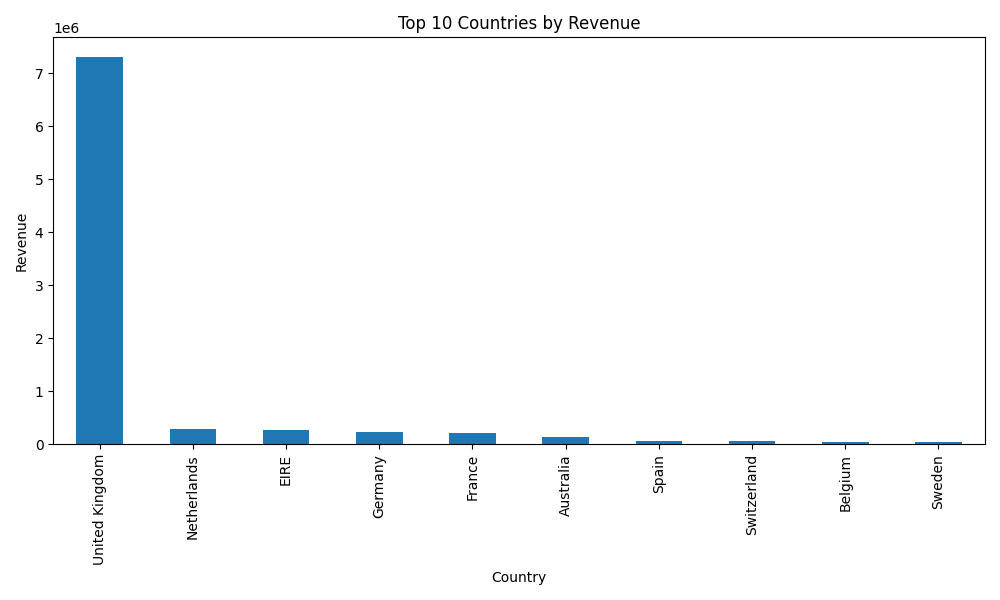 Top 10 Countries by Revenue
1e6
7
6
5
4
3
2
1
0
Revenue
United Kingdom
Netherlands
EIRE
Germany
France
Australia
Spain
Switzerland
Belgium
Sweden
Country